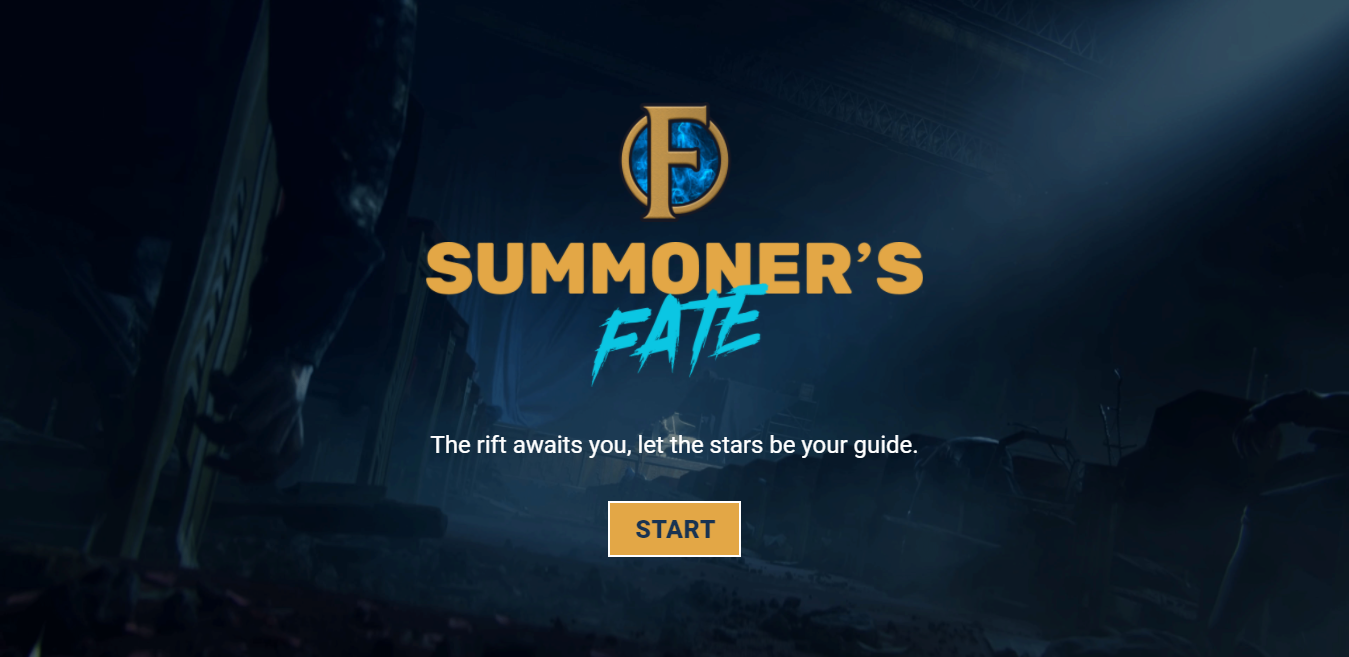 F
SUMMONER’S
FATE
The rift awaits you, let the stars be your guide.
START